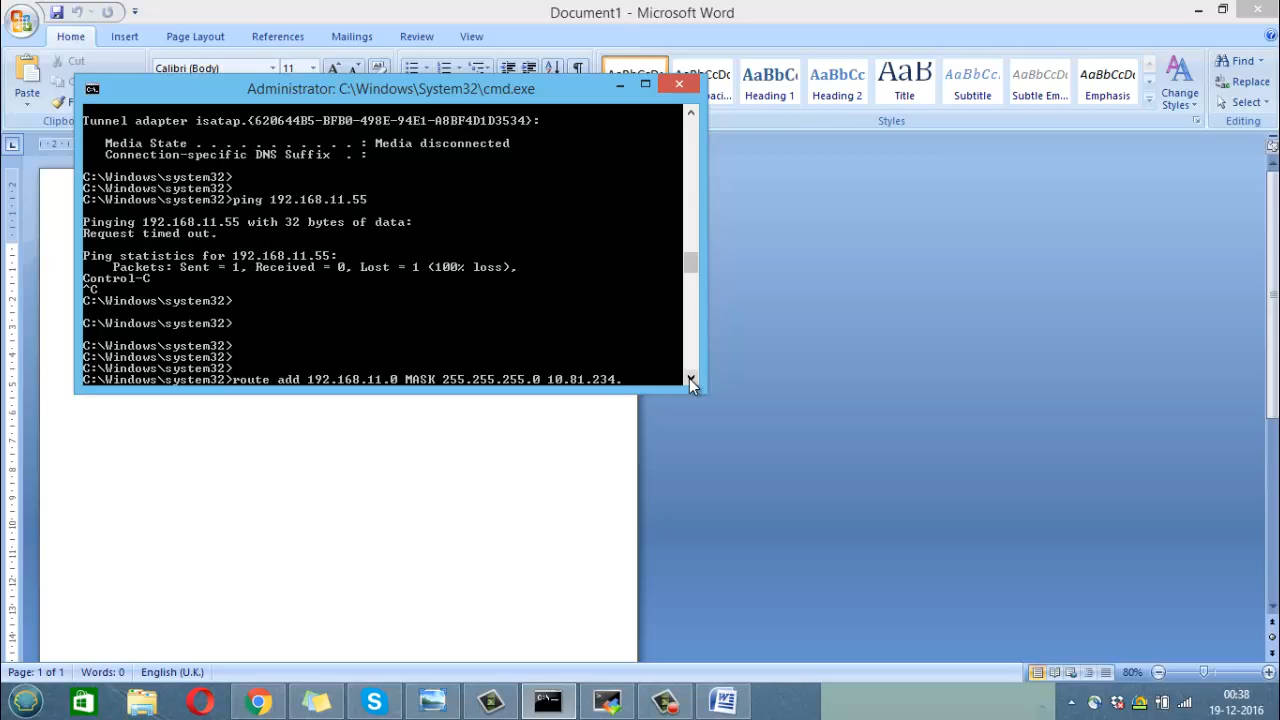 Document1 - Microsoft Word
Home Insert Page Layout References Mailings Review View
Paste
Cut
Calibri (Body) 11
Heading 1 Heading 2 Title Subtitle Subtle Em... Emphasis
Change Styles
Find
Replace
Select
Styles Editing
Administrator: C:\Windows\System32\cmd.exe
Tunnel adapter isatap.{620644B5-BFB0-498E-94E1-A8BF4D1D3534}:
Media State . . . . . . . . . . . : Media disconnected
Connection-specific DNS Suffix . :
C:\Windows\system32>
C:\Windows\system32>
C:\Windows\system32>ping 192.168.11.55
Pinging 192.168.11.55 with 32 bytes of data:
Request timed out.
Ping statistics for 192.168.11.55:
Packets: Sent = 1, Received = 0, Lost = 1 (100% loss),
Control-C
^C
C:\Windows\system32>
C:\Windows\system32>
C:\Windows\system32>
C:\Windows\system32>
C:\Windows\system32>
C:\Windows\system32>route add 192.168.11.0 MASK 255.255.255.0 10.81.234.
Page: 1 of 1 Words: 0 English (U.K.) 80%
00:38
19-12-2016